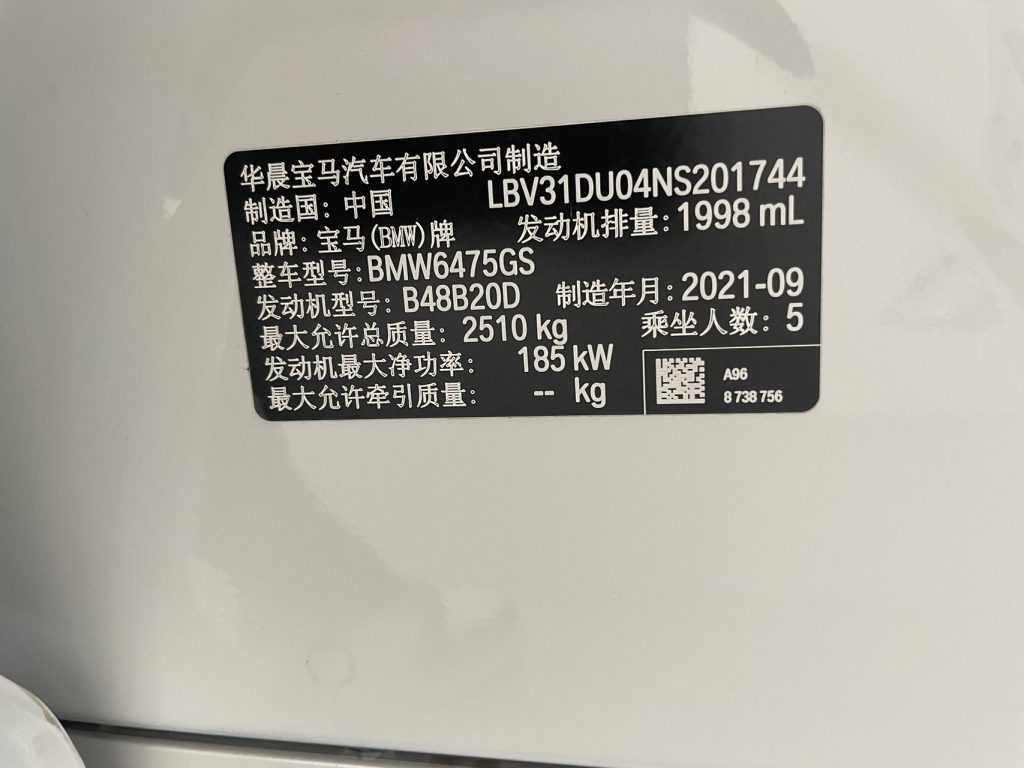 华晨宝马汽车有限公司制造
制造国：中国 LBV31DU04NS201744
品牌：宝马(BMW)牌 发动机排量：1998 mL
整车型号：BMW6475GS
发动机型号：B48B20D 制造年月：2021-09
最大允许总质量：2510 kg 乘坐人数：5
发动机最大净功率：185 kW
最大允许牵引质量：-- kg
A96
8 738 756